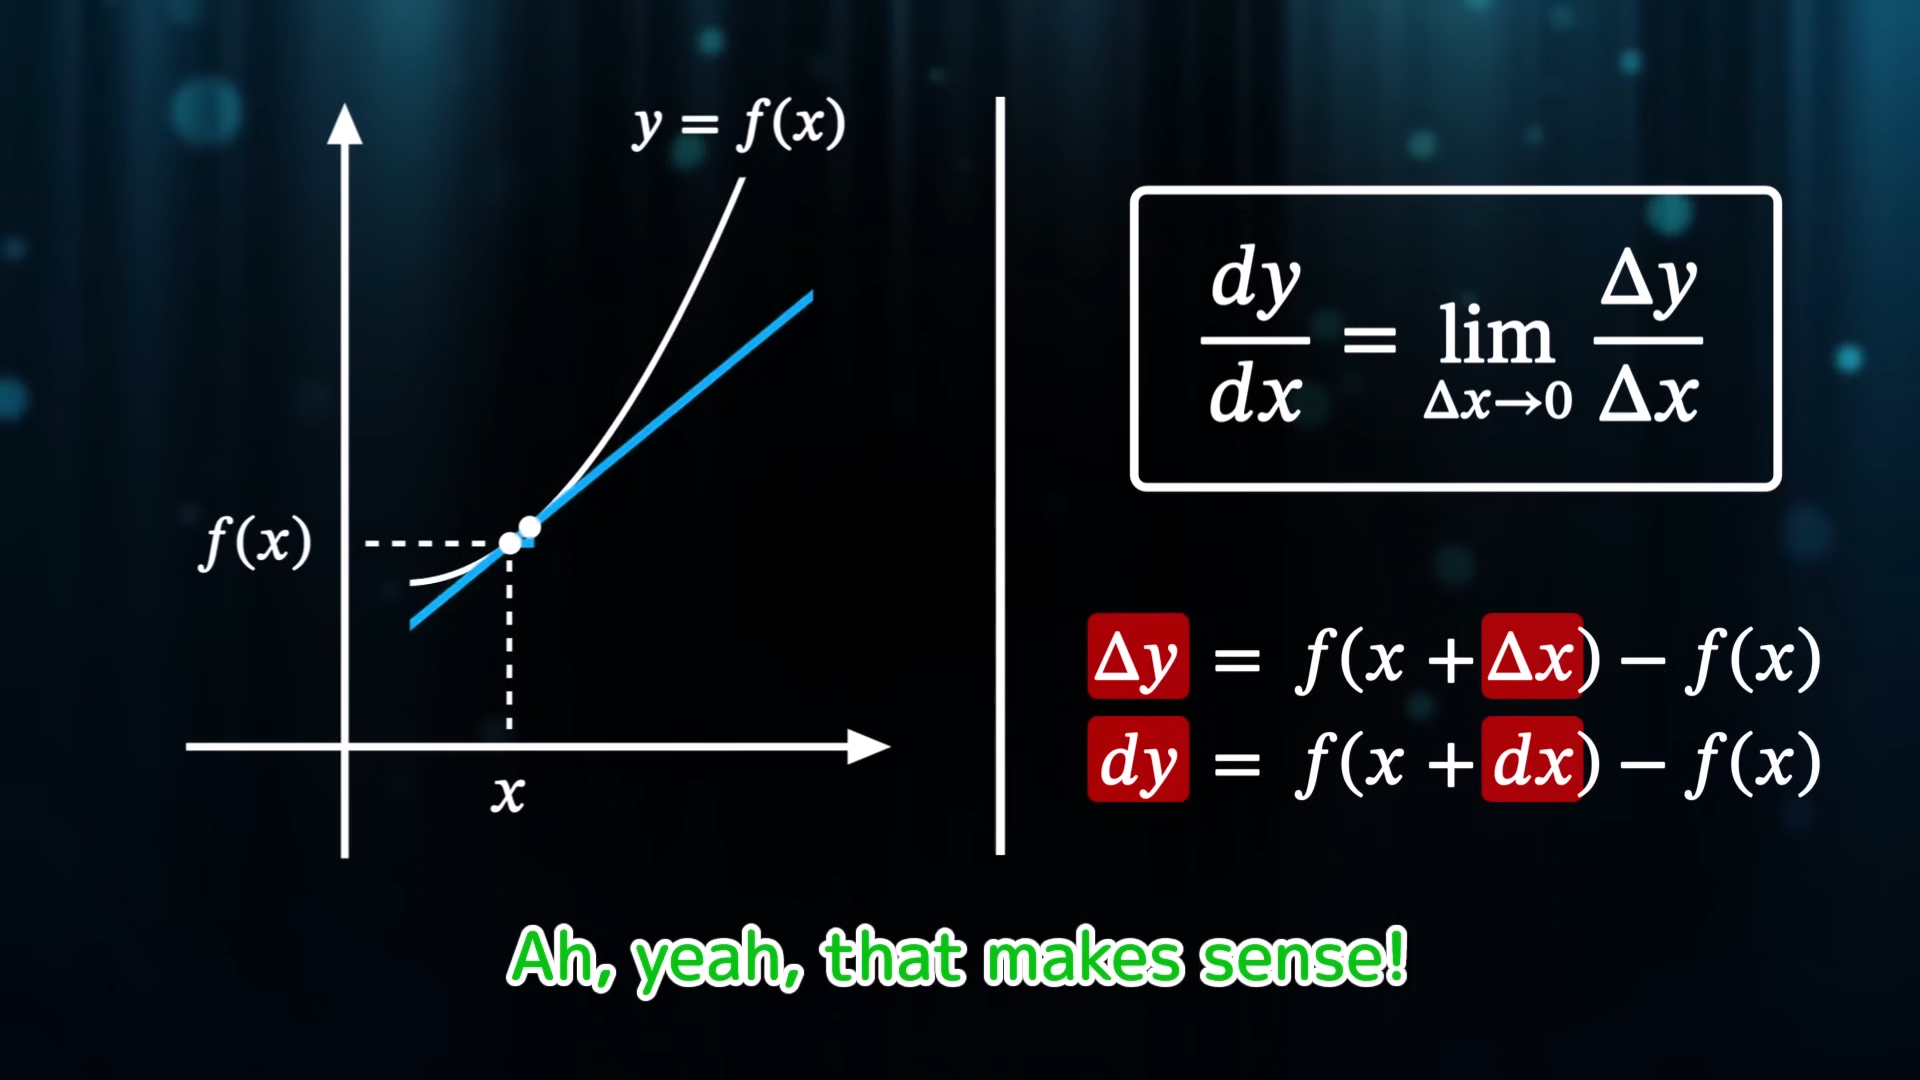 y = f(x)
f(x)
x
dy/dx = lim Δx→0 Δy/Δx
Δy = f(x + Δx) − f(x)
dy = f(x + dx) − f(x)
Ah, yeah, that makes sense!